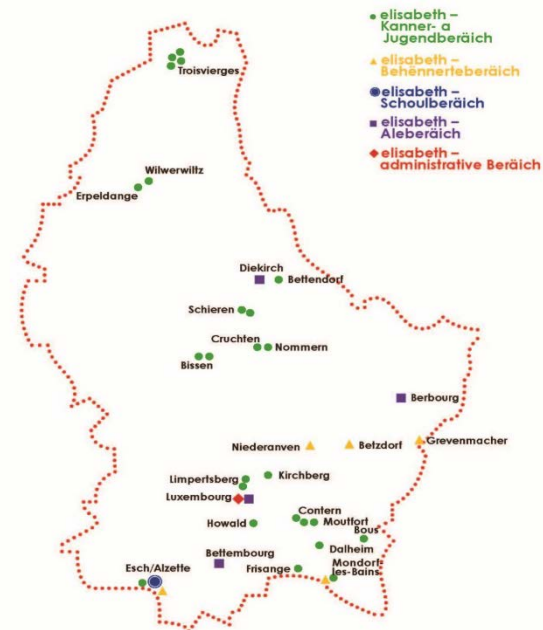 elisabeth –
Kanner- a
Jugendberäich
elisabeth –
Behënnerteberäich
elisabeth –
Schoulberäich
elisabeth –
Aleberäich
elisabeth –
administrative Beräich
Troisvierges
Wilwerwiltz
Erpeldange
Diekirch
Bettendorf
Schieren
Cruchten
Nommern
Bissen
Berbourg
Niederanven
Betzdorf
Grevenmacher
Limpertsberg
Kirchberg
Luxembourg
Contern
Howald
Moutfort
Bous
Dalheim
Bettembourg
Mondorf
-les-Bains
Esch/Alzette
Frisange